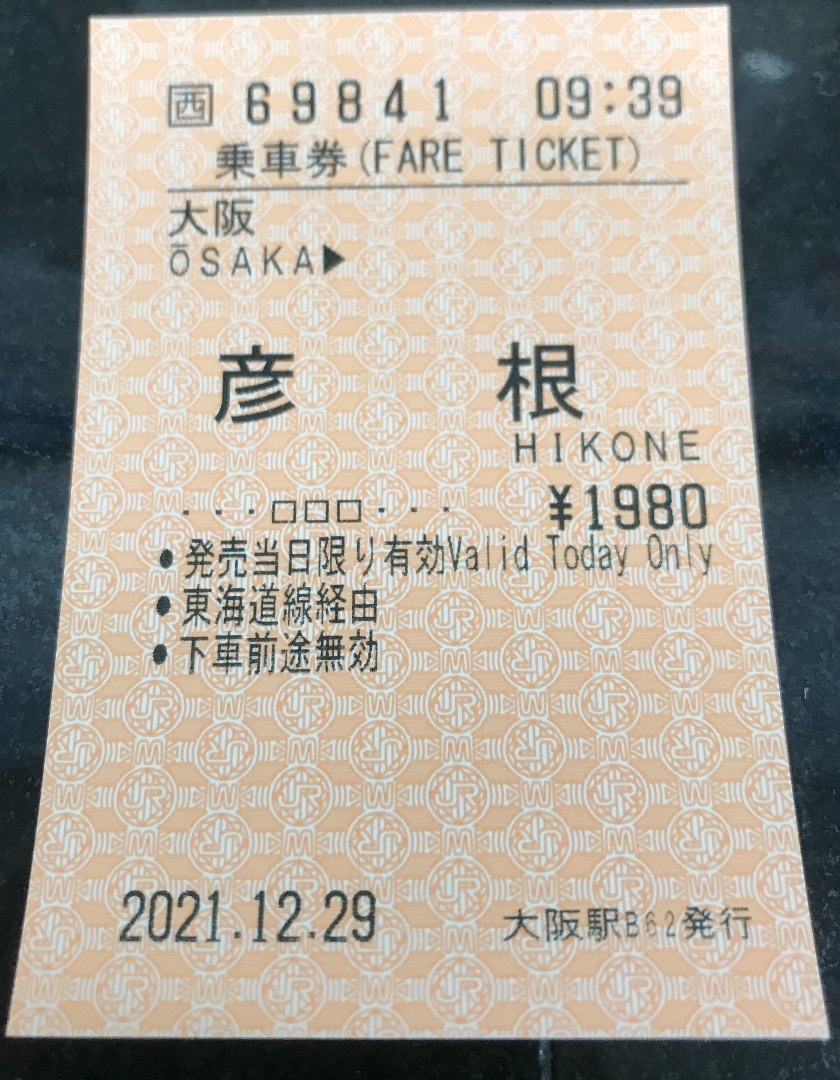 西 69841 09:39
乗車券(FARE TICKET)
大阪
ŌSAKA▶
彦根
HIKONE
・・・□□□・・・ ¥1980
●発売当日限り有効Valid Today Only
●東海道線経由
●下車前途無効
2021.12.29 大阪駅B62発行